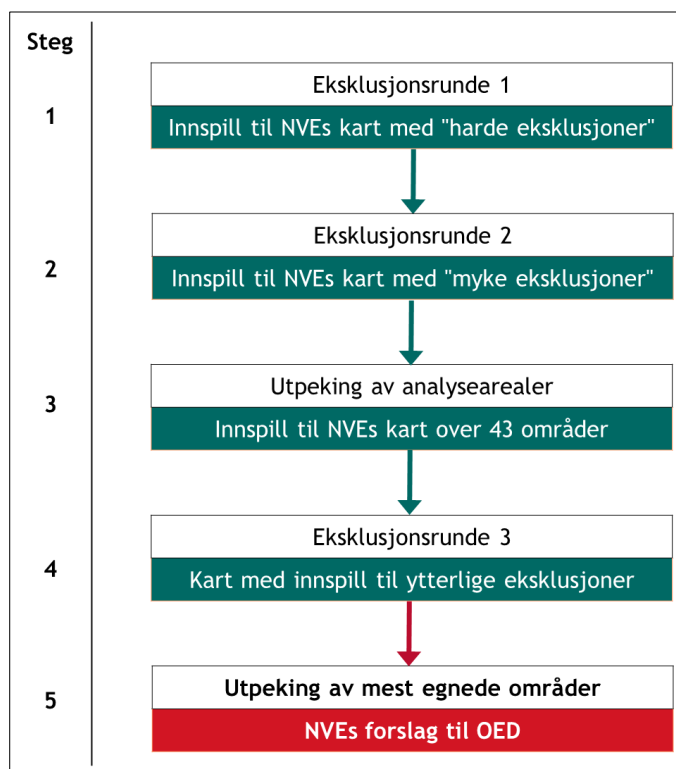 Steg
1
Eksklusjonsrunde 1
Innspill til NVEs kart med "harde eksklusjoner"
2
Eksklusjonsrunde 2
Innspill til NVEs kart med "myke eksklusjoner"
3
Utpeking av analysearealer
Innspill til NVEs kart over 43 områder
4
Eksklusjonsrunde 3
Kart med innspill til ytterlige eksklusjoner
5
Utpeking av mest egnede områder
NVEs forslag til OED